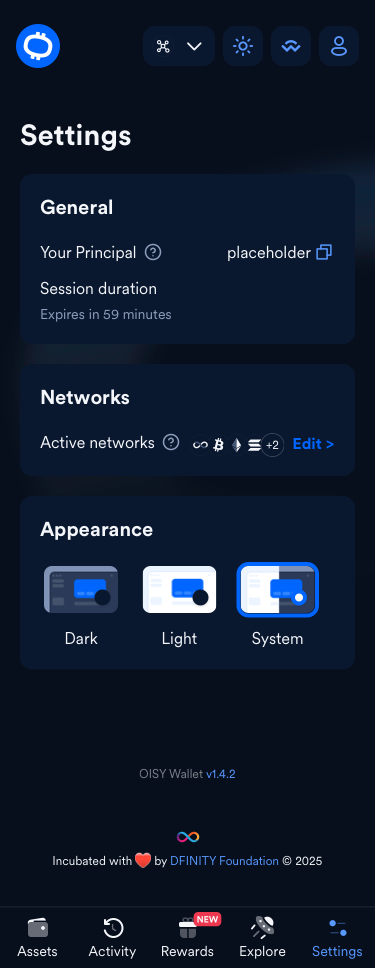 Settings
General
Your Principal placeholder
Session duration
Expires in 59 minutes
Networks
Active networks +2 Edit >
Appearance
Dark Light System
OISY Wallet v1.4.2
Incubated with ❤️ by DFINITY Foundation © 2025
NEW
Assets Activity Rewards Explore Settings